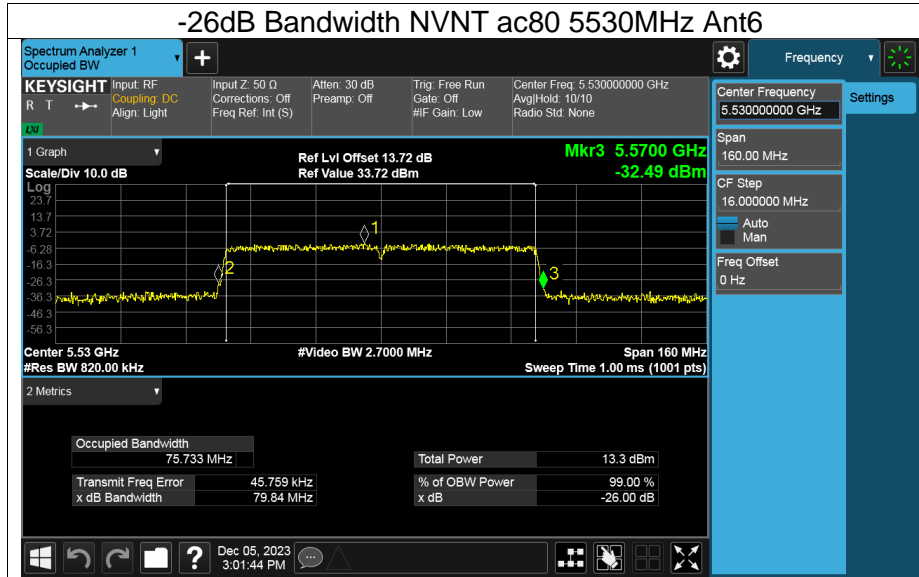 -26dB Bandwidth NVNT ac80 5530MHz Ant6
Spectrum Analyzer 1
Occupied BW
+
Frequency
KEYSIGHT
R T
LXI
Input: RF
Coupling: DC
Align: Light
Input Z: 50 Ω
Corrections: Off
Freq Ref: Int (S)
Atten: 30 dB
Preamp: Off
Trig: Free Run
Gate: Off
#IF Gain: Low
Center Freq: 5.530000000 GHz
Avg|Hold: 10/10
Radio Std: None
Center Frequency
5.530000000 GHz
Settings
Span
160.00 MHz
CF Step
16.000000 MHz
Auto
Man
Freq Offset
0 Hz
1 Graph
Scale/Div 10.0 dB
Ref Lvl Offset 13.72 dB
Ref Value 33.72 dBm
Mkr3 5.5700 GHz
-32.49 dBm
Log
23.7
13.7
3.72
-6.28
-16.3
-26.3
-36.3
-46.3
-56.3
1
2
3
Center 5.53 GHz
#Video BW 2.7000 MHz
Span 160 MHz
#Res BW 820.00 kHz
Sweep Time 1.00 ms (1001 pts)
2 Metrics
Occupied Bandwidth
75.733 MHz
Total Power 13.3 dBm
Transmit Freq Error 45.759 kHz
% of OBW Power 99.00 %
x dB Bandwidth 79.84 MHz
x dB -26.00 dB
?
Dec 05, 2023
3:01:44 PM